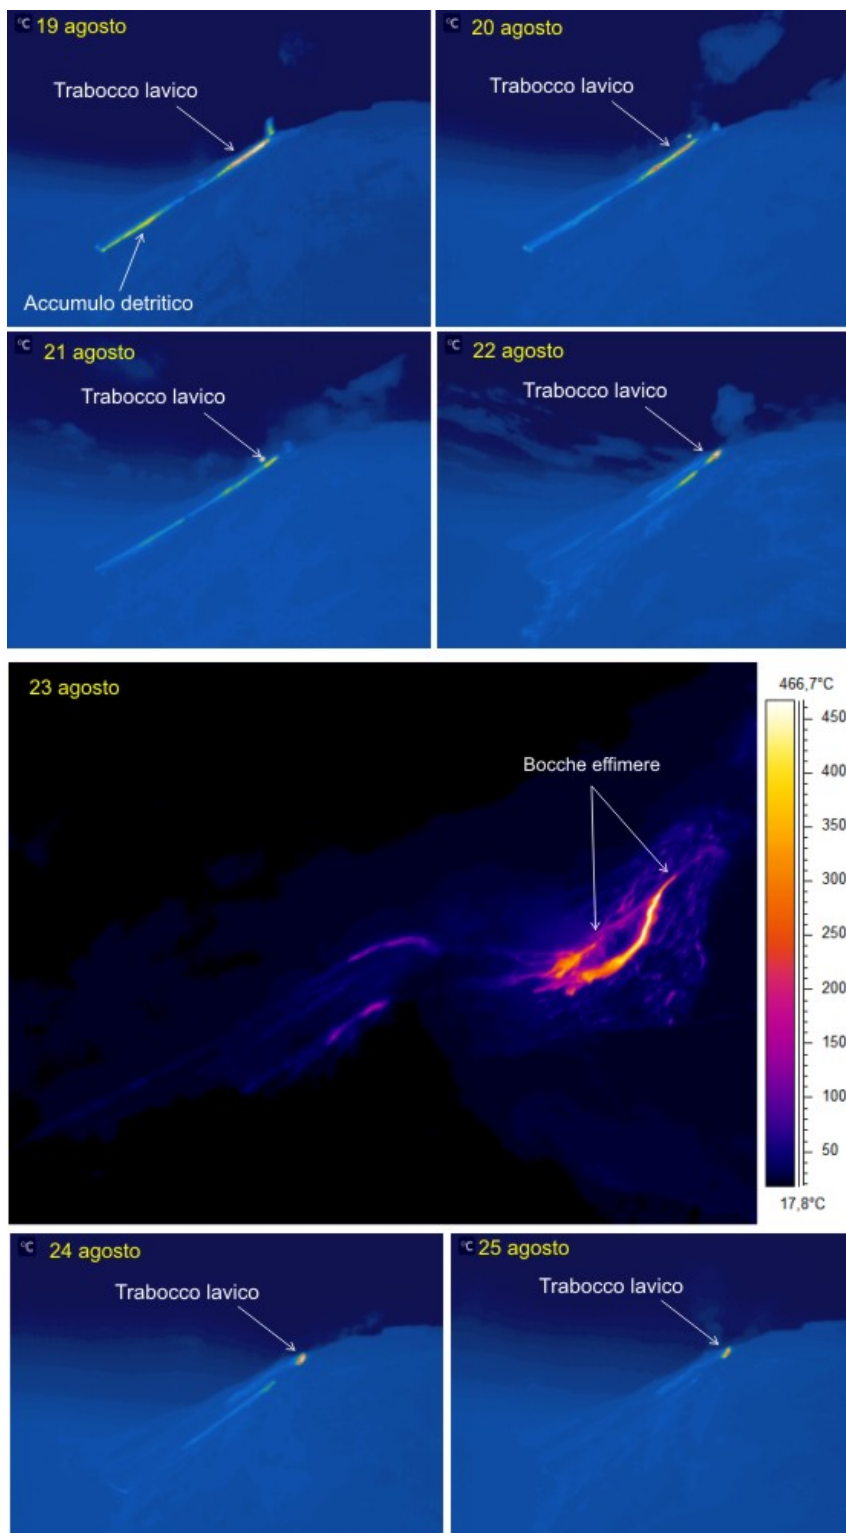 °C 19 agosto
Trabocco lavico
Accumulo detritico
°C 20 agosto
Trabocco lavico
°C 21 agosto
Trabocco lavico
°C 22 agosto
Trabocco lavico
23 agosto
Bocche effimere
466,7°C
450
400
350
300
250
200
150
100
50
17,8°C
°C 24 agosto
Trabocco lavico
°C 25 agosto
Trabocco lavico